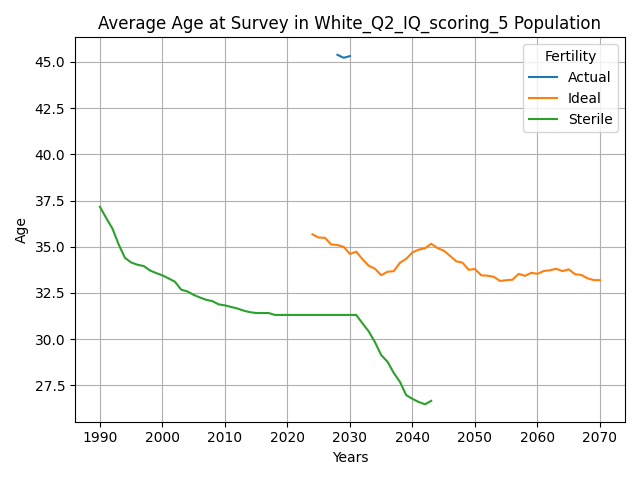 Average Age at Survey in White_Q2_IQ_scoring_5 Population
Fertility
Actual
Ideal
Sterile
45.0
42.5
40.0
37.5
35.0
32.5
30.0
27.5
Age
1990 2000 2010 2020 2030 2040 2050 2060 2070
Years